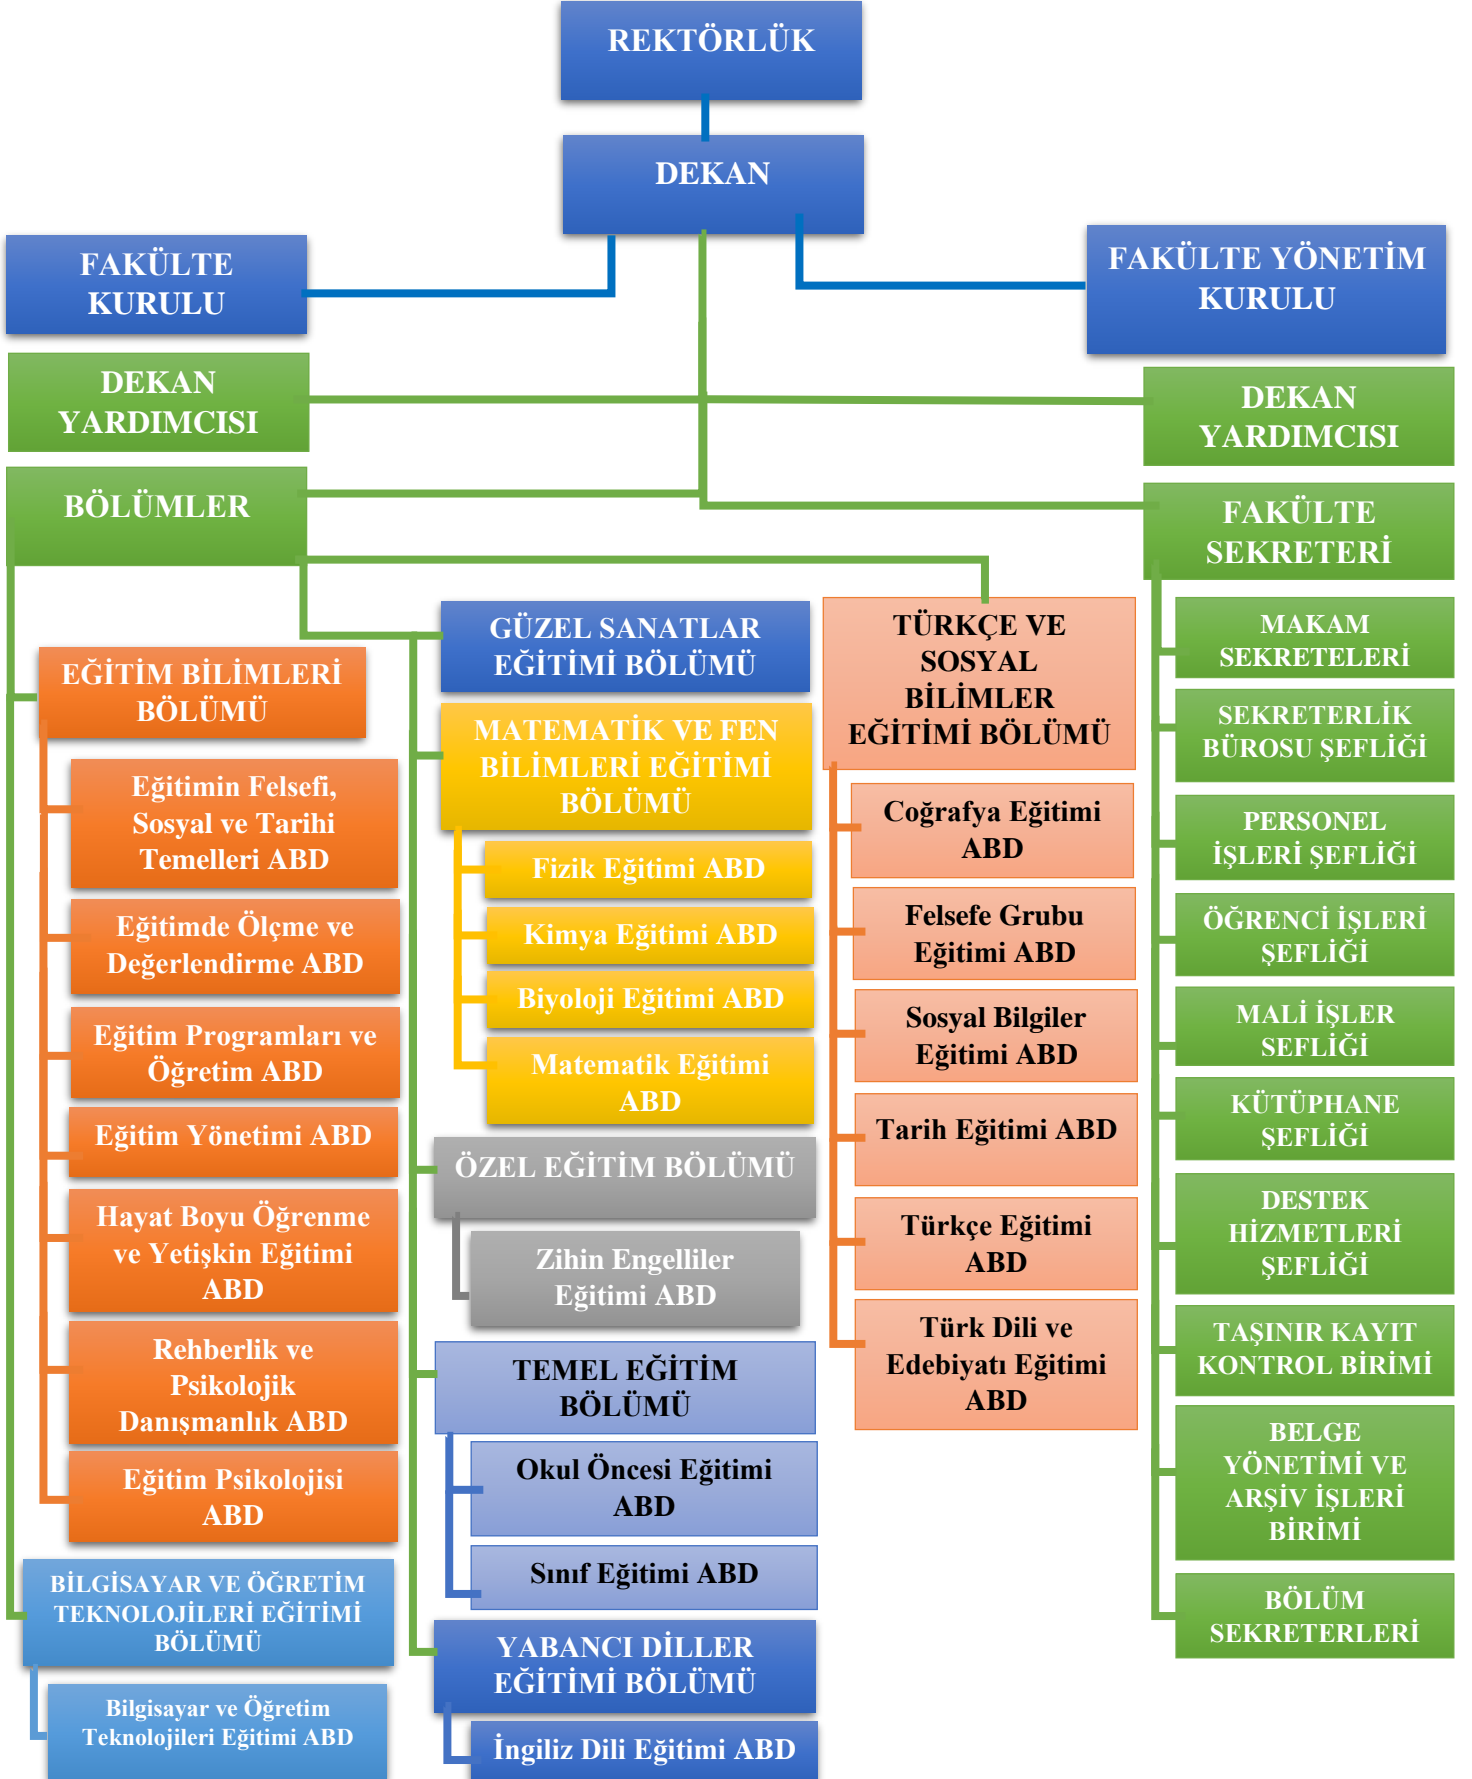 REKTÖRLÜK
DEKAN
FAKÜLTE
KURULU
FAKÜLTE YÖNETİM
KURULU
DEKAN
YARDIMCISI
DEKAN
YARDIMCISI
BÖLÜMLER
FAKÜLTE
SEKRETERİ
EĞİTİM BİLİMLERİ
BÖLÜMÜ
Eğitimin Felsefi,
Sosyal ve Tarihi
Temelleri ABD
Eğitimde Ölçme ve
Değerlendirme ABD
Eğitim Programları ve
Öğretim ABD
Eğitim Yönetimi ABD
Hayat Boyu Öğrenme
ve Yetişkin Eğitimi
ABD
Rehberlik ve
Psikolojik
Danışmanlık ABD
Eğitim Psikolojisi
ABD
BİLGİSAYAR VE ÖĞRETİM
TEKNOLOJİLERİ EĞİTİMİ
BÖLÜMÜ
Bilgisayar ve Öğretim
Teknolojileri Eğitimi ABD
GÜZEL SANATLAR
EĞİTİMİ BÖLÜMÜ
MATEMATİK VE FEN
BİLİMLERİ EĞİTİMİ
BÖLÜMÜ
Fizik Eğitimi ABD
Kimya Eğitimi ABD
Biyoloji Eğitimi ABD
Matematik Eğitimi
ABD
ÖZEL EĞİTİM BÖLÜMÜ
Zihin Engelliler
Eğitimi ABD
TEMEL EĞİTİM
BÖLÜMÜ
Okul Öncesi Eğitimi
ABD
Sınıf Eğitimi ABD
YABANCI DİLLER
EĞİTİMİ BÖLÜMÜ
İngiliz Dili Eğitimi ABD
TÜRKÇE VE
SOSYAL
BİLİMLER
EĞİTİMİ BÖLÜMÜ
Coğrafya Eğitimi
ABD
Felsefe Grubu
Eğitimi ABD
Sosyal Bilgiler
Eğitimi ABD
Tarih Eğitimi ABD
Türkçe Eğitimi
ABD
Türk Dili ve
Edebiyatı Eğitimi
ABD
MAKAM
SEKRETELERİ
SEKRETERLİK
BÜROSU ŞEFLİĞİ
PERSONEL
İŞLERİ ŞEFLİĞİ
ÖĞRENCİ İŞLERİ
ŞEFLİĞİ
MALİ İŞLER
SEFLİĞİ
KÜTÜPHANE
ŞEFLİĞİ
DESTEK
HİZMETLERİ
ŞEFLİĞİ
TAŞINIR KAYIT
KONTROL BİRİMİ
BELGE
YÖNETİMİ VE
ARŞİV İŞLERİ
BİRİMİ
BÖLÜM
SEKRETERLERİ